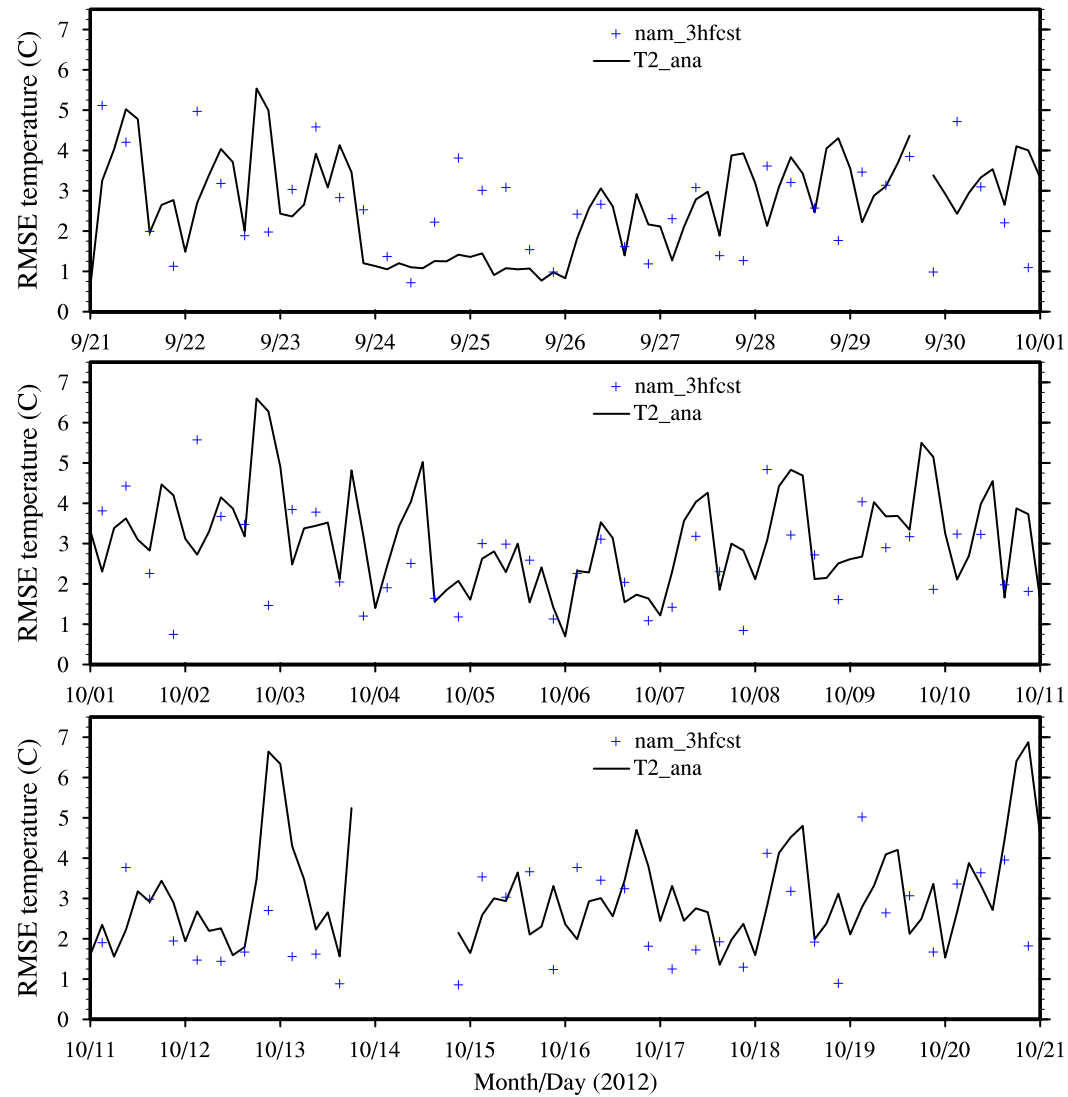 RMSE temperature (C)
7
6
5
4
3
2
1
0
nam_3hfcst
T2_ana
9/21 9/22 9/23 9/24 9/25 9/26 9/27 9/28 9/29 9/30 10/01
RMSE temperature (C)
7
6
5
4
3
2
1
0
nam_3hfcst
T2_ana
10/01 10/02 10/03 10/04 10/05 10/06 10/07 10/08 10/09 10/10 10/11
RMSE temperature (C)
7
6
5
4
3
2
1
0
nam_3hfcst
T2_ana
10/11 10/12 10/13 10/14 10/15 10/16 10/17 10/18 10/19 10/20 10/21
Month/Day (2012)